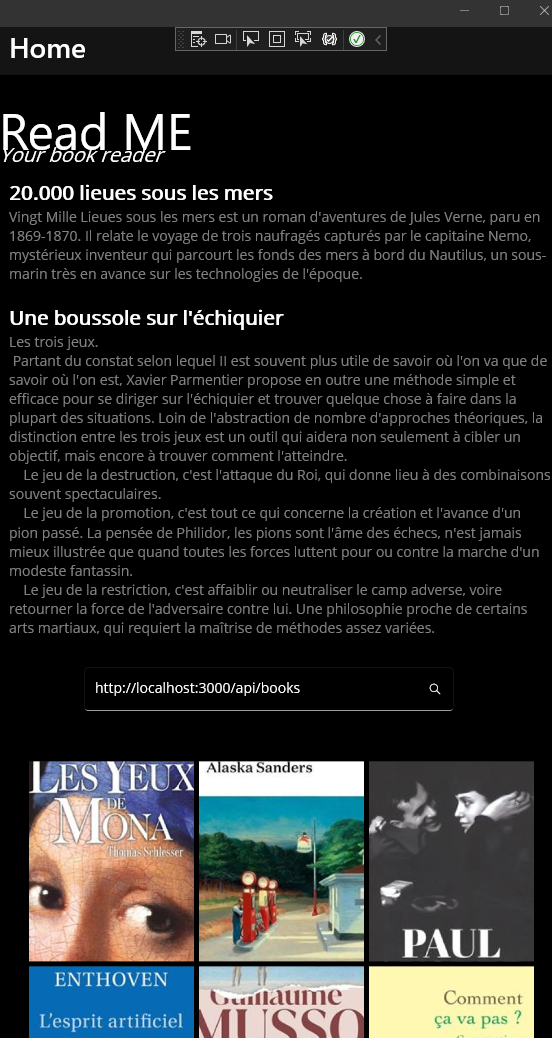 Home
Read ME
Your book reader
20.000 lieues sous les mers
Vingt Mille Lieues sous les mers est un roman d'aventures de Jules Verne, paru en
1869-1870. Il relate le voyage de trois naufragés capturés par le capitaine Nemo,
mystérieux inventeur qui parcourt les fonds des mers à bord du Nautilus, un sous-
marin très en avance sur les technologies de l'époque.
Une boussole sur l'échiquier
Les trois jeux.
Partant du constat selon lequel II est souvent plus utile de savoir où l'on va que de
savoir où l'on est, Xavier Parmentier propose en outre une méthode simple et
efficace pour se diriger sur l'échiquier et trouver quelque chose à faire dans la
plupart des situations. Loin de l'abstraction de nombre d'approches théoriques, la
distinction entre les trois jeux est un outil qui aidera non seulement à cibler un
objectif, mais encore à trouver comment l'atteindre.
Le jeu de la destruction, c'est l'attaque du Roi, qui donne lieu à des combinaisons
souvent spectaculaires.
Le jeu de la promotion, c'est tout ce qui concerne la création et l'avance d'un
pion passé. La pensée de Philidor, les pions sont l'âme des échecs, n'est jamais
mieux illustrée que quand toutes les forces luttent pour ou contre la marche d'un
modeste fantassin.
Le jeu de la restriction, c'est affaiblir ou neutraliser le camp adverse, voire
retourner la force de l'adversaire contre lui. Une philosophie proche de certains
arts martiaux, qui requiert la maîtrise de méthodes assez variées.
http://localhost:3000/api/books
LES YEUX
DE
MONA
Thomas Schlesser
Alaska Sanders
PAUL
ENTHOVEN
L'esprit artificiel
Guillaume
MUSSO
Comment
ça va pas ?